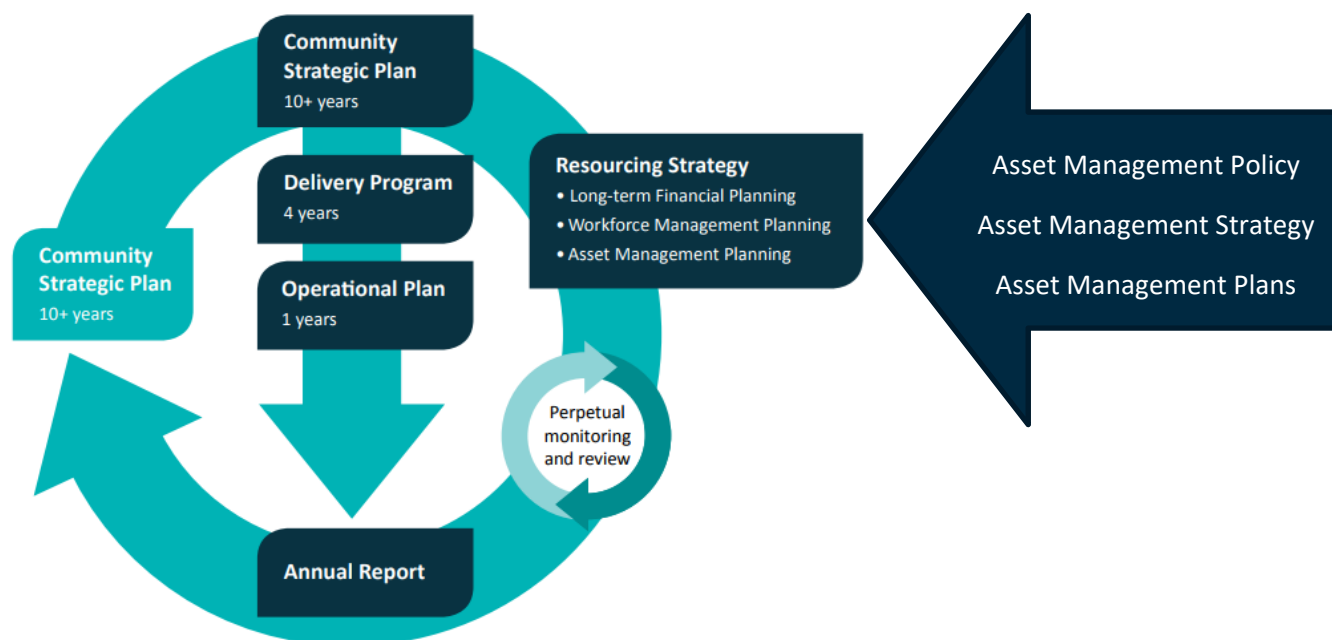 Community
Strategic Plan
10+ years
Delivery Program
4 years
Operational Plan
1 years
Community
Strategic Plan
10+ years
Resourcing Strategy
• Long-term Financial Planning
• Workforce Management Planning
• Asset Management Planning
Perpetual
monitoring
and review
Annual Report
Asset Management Policy
Asset Management Strategy
Asset Management Plans